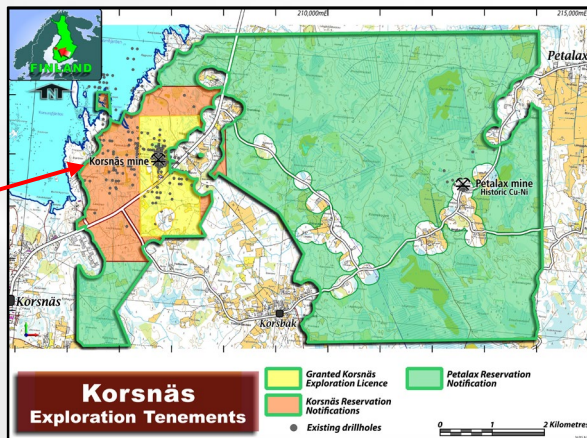 210,000mE
215,000mE
FINLAND
N
Petalax
Korsnäs mine
Petalax mine
Historic Cu-Ni
Korsnäs
Korsbäk
Korsnäs
Exploration Tenements
Granted Korsnäs
Exploration Licence
Korsnäs Reservation
Notifications
Existing drillholes
Petalax Reservation
Notification
0 1 2 Kilometres